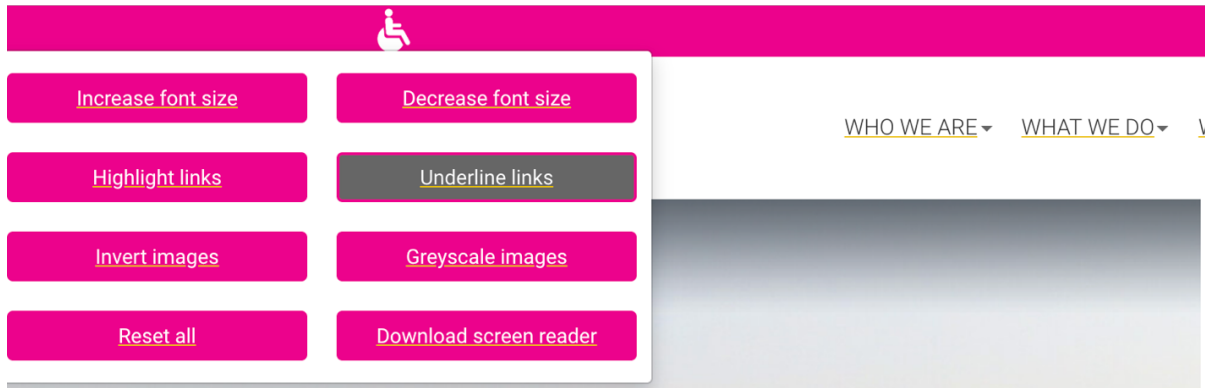 Increase font size
Decrease font size
WHO WE ARE
WHAT WE DO
Highlight links
Underline links
Invert images
Greyscale images
Reset all
Download screen reader